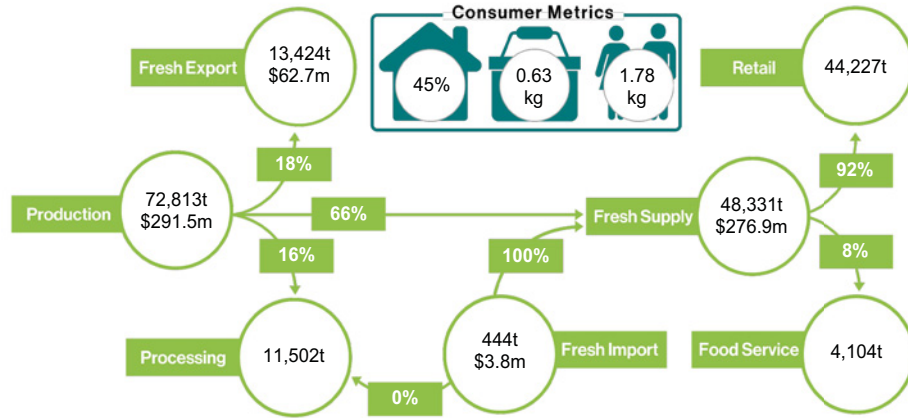 Consumer Metrics
Fresh Export
13,424t
$62.7m
45%
0.63
kg
1.78
kg
Retail
44,227t
18%
92%
Production
72,813t
$291.5m
66%
Fresh Supply
48,331t
$276.9m
16%
100%
8%
Processing
11,502t
444t
$3.8m
Fresh Import
Food Service
4,104t
0%